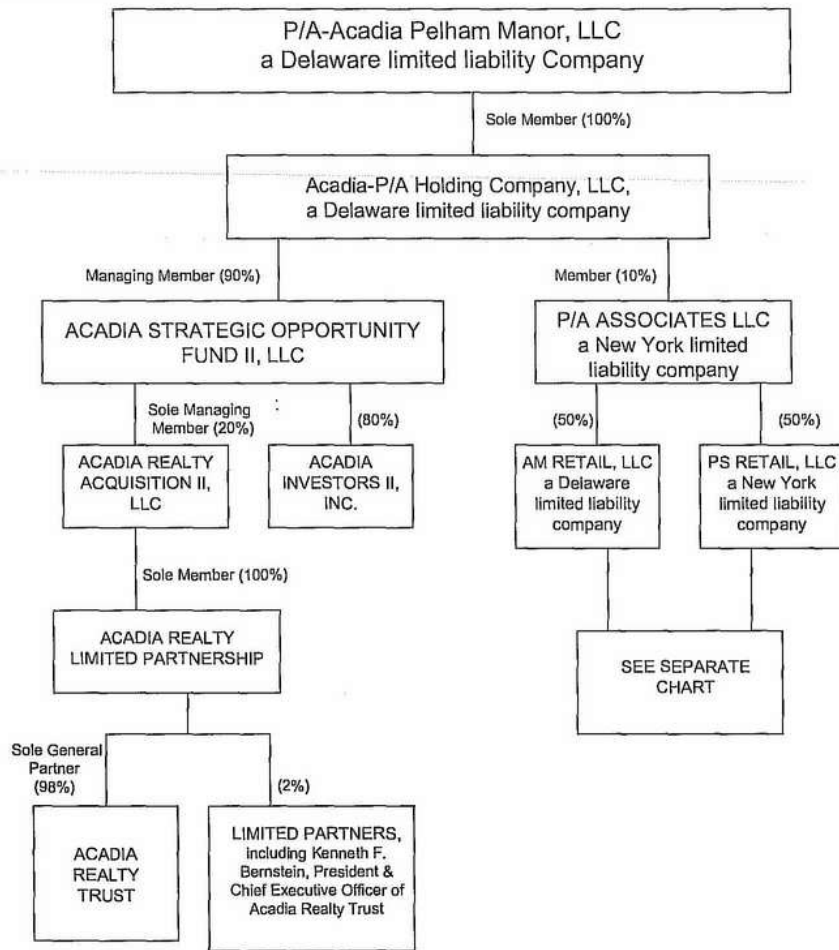 P/A-Acadia Pelham Manor, LLC
a Delaware limited liability Company
Sole Member (100%)
Acadia-P/A Holding Company, LLC,
a Delaware limited liability company
Managing Member (90%)
Member (10%)
ACADIA STRATEGIC OPPORTUNITY
FUND II, LLC
P/A ASSOCIATES LLC
a New York limited
liability company
Sole Managing
Member (20%)
(80%)
(50%)
(50%)
ACADIA REALTY
ACQUISITION II,
LLC
ACADIA
INVESTORS II,
INC.
AM RETAIL, LLC
a Delaware
limited liability
company
PS RETAIL, LLC
a New York
limited liability
company
Sole Member (100%)
ACADIA REALTY
LIMITED PARTNERSHIP
SEE SEPARATE
CHART
Sole General
Partner
(98%)
(2%)
ACADIA
REALTY
TRUST
LIMITED PARTNERS,
including Kenneth F.
Bernstein, President &
Chief Executive Officer of
Acadia Realty Trust